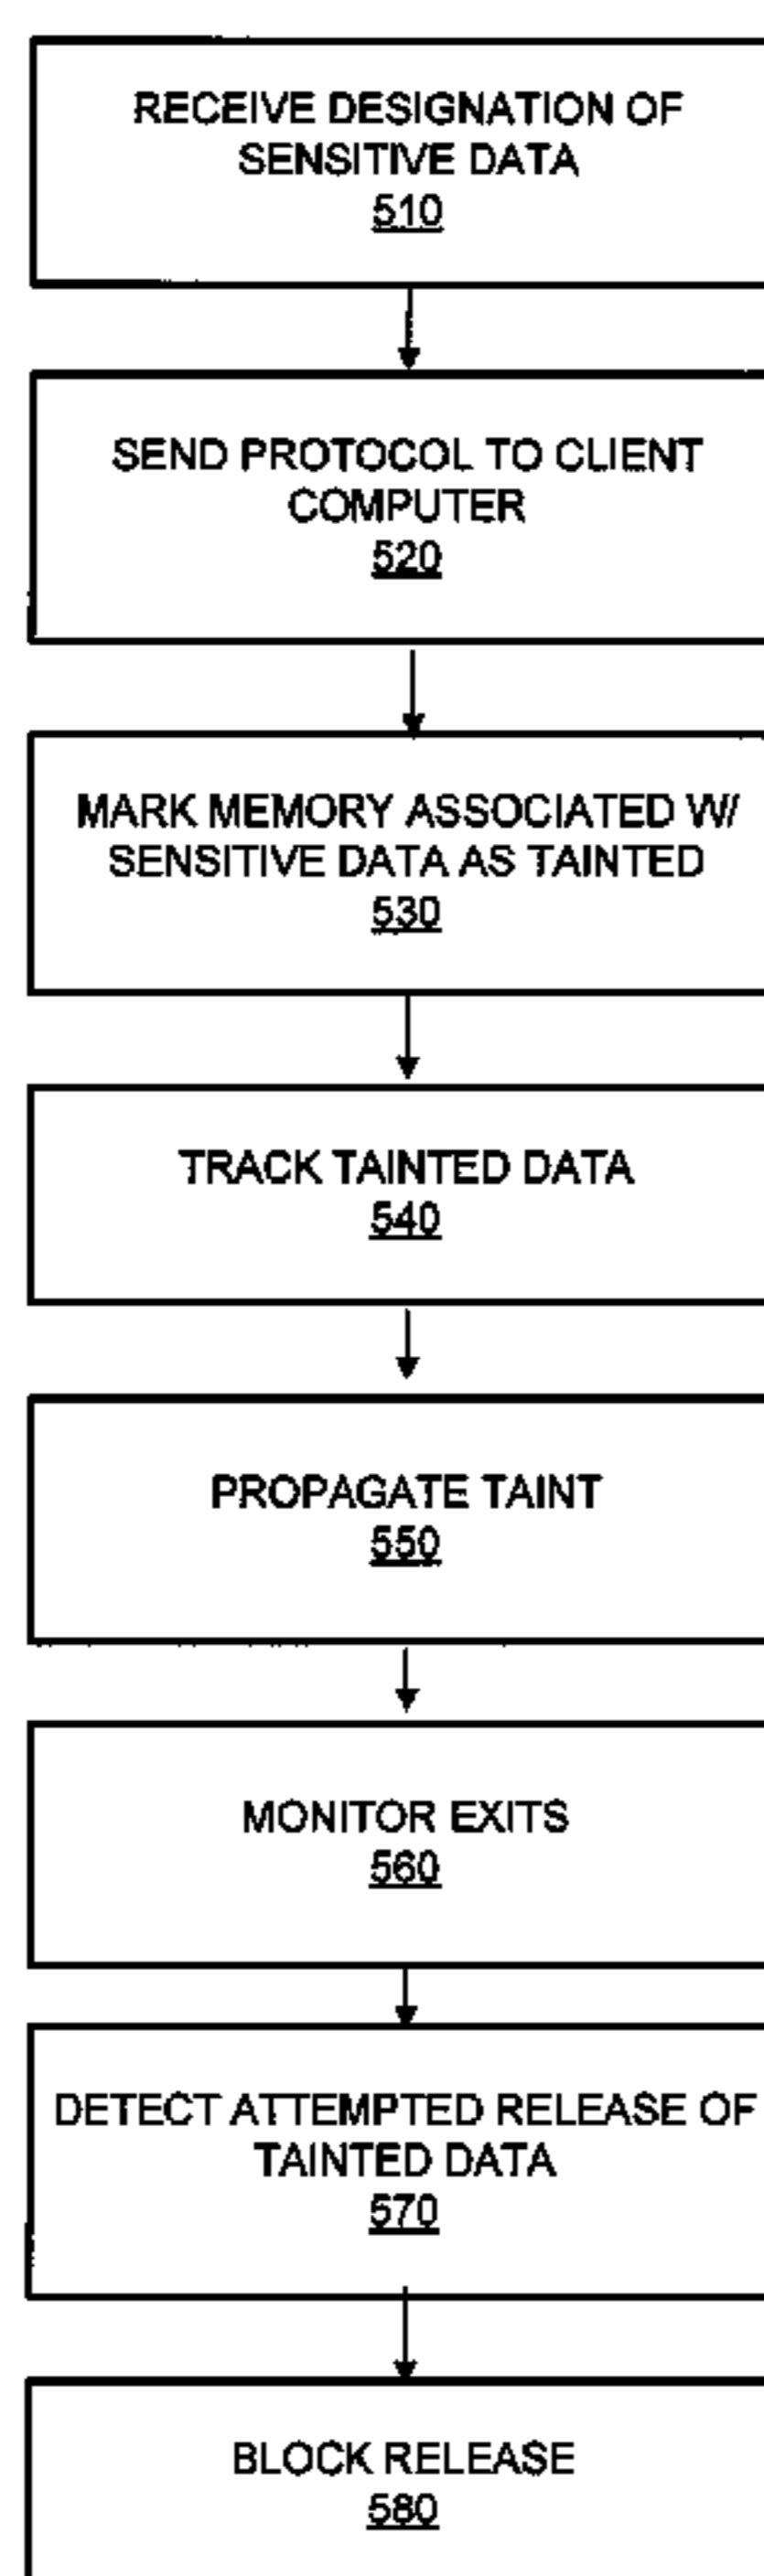 RECEIVE DESIGNATION OF
SENSITIVE DATA
510
SEND PROTOCOL TO CLIENT
COMPUTER
520
MARK MEMORY ASSOCIATED W/
SENSITIVE DATA AS TAINTED
530
TRACK TAINTED DATA
540
PROPAGATE TAINT
550
MONITOR EXITS
560
DETECT ATTEMPTED RELEASE OF
TAINTED DATA
570
BLOCK RELEASE
580